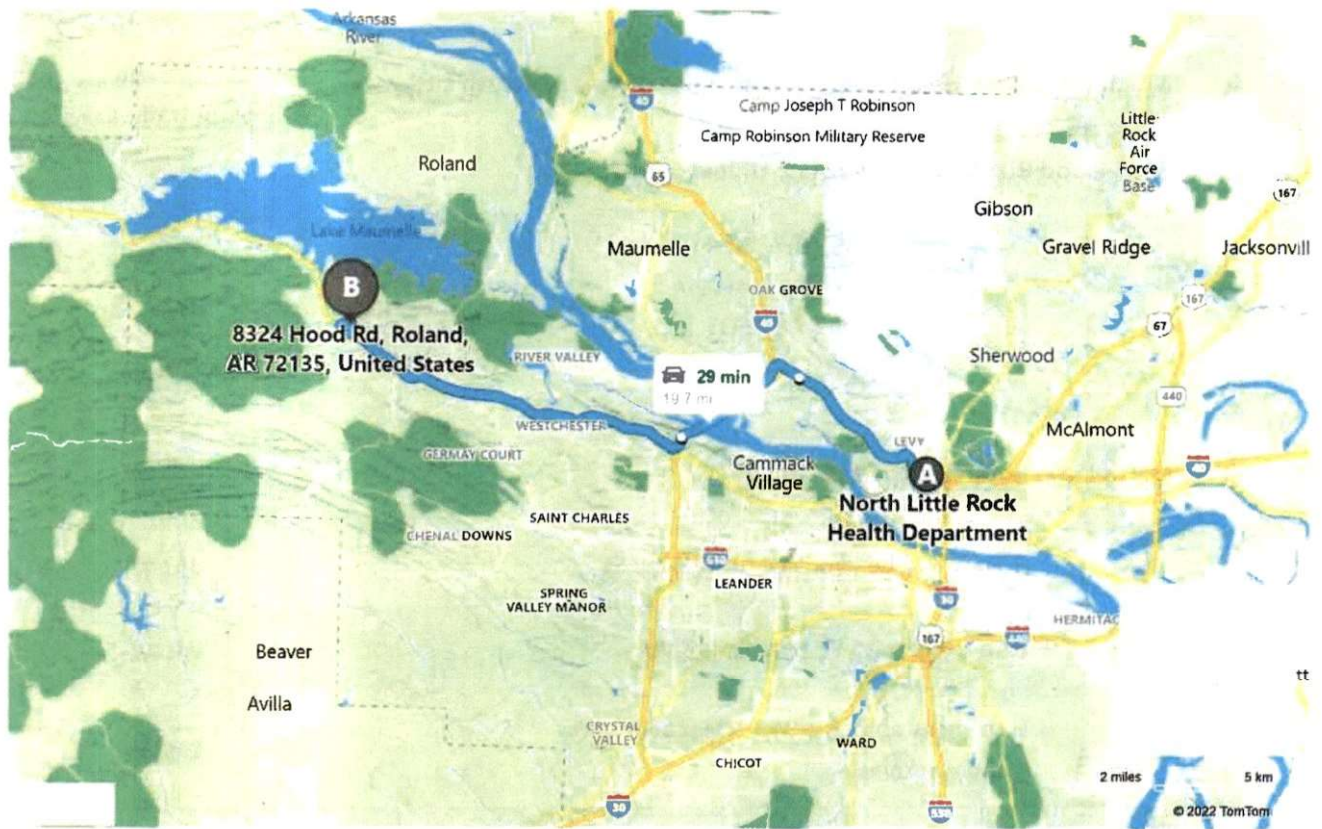 Arkansas
River
40
Camp Joseph T Robinson
Camp Robinson Military Reserve
Little
Rock
Air
Force
Base
Roland
65
167
Gibson
Lake Maumelle
Maumelle
Gravel Ridge
Jacksonvill
B
OAK GROVE
167
40
67
8324 Hood Rd, Roland,
AR 72135, United States
RIVER VALLEY
Sherwood
29 min
19.7 mi
440
WESTCHESTER
LEVY
McAlmont
GERMAY COURT
Cammack
Village
A
40
North Little Rock
Health Department
SAINT CHARLES
CHENAL DOWNS
630
LEANDER
SPRING
VALLEY MANOR
30
HERMITAG
167
440
Beaver
tt
Avilla
CRYSTAL
VALLEY
WARD
CHICOT
2 miles
5 km
30
530
© 2022 TomTom